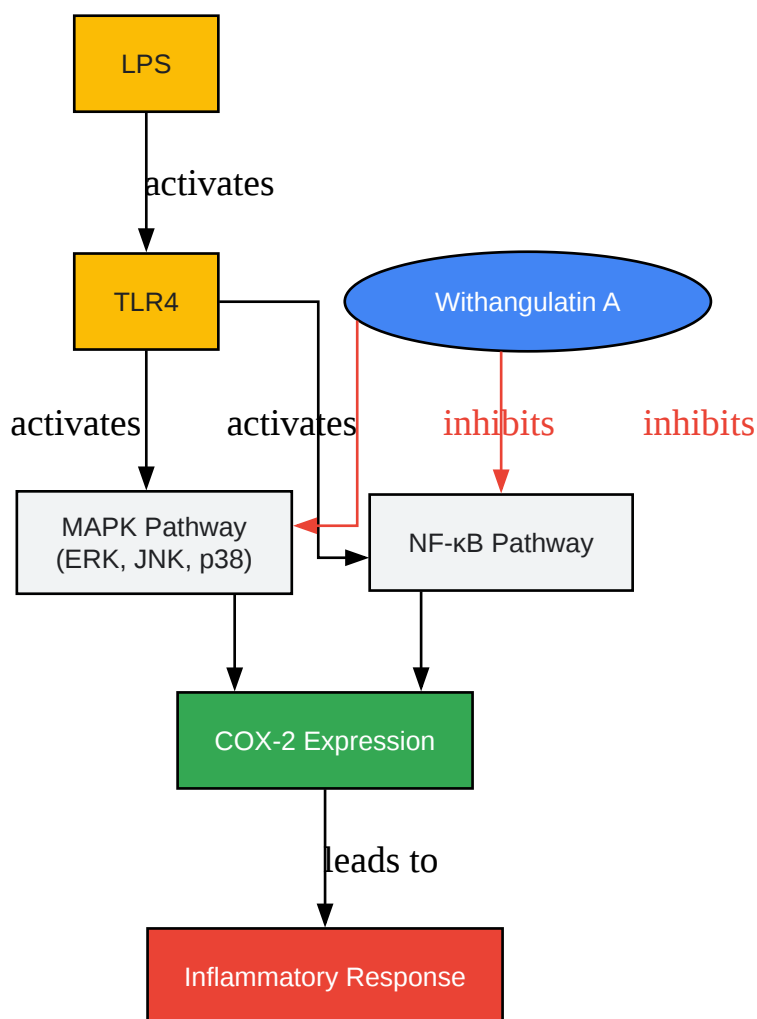 LPS
activates
TLR4
Withangulatin A
activates
activates
inhibits
inhibits
MAPK Pathway
(ERK, JNK, p38)
NF-κB Pathway
COX-2 Expression
leads to
Inflammatory Response